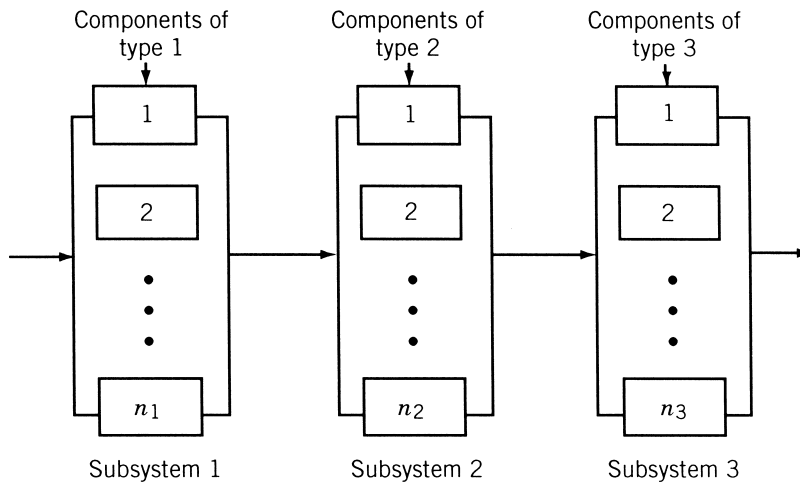 Components of
type 1
Components of
type 2
Components of
type 3
1
1
1
2
2
2
n1
n2
n3
Subsystem 1
Subsystem 2
Subsystem 3